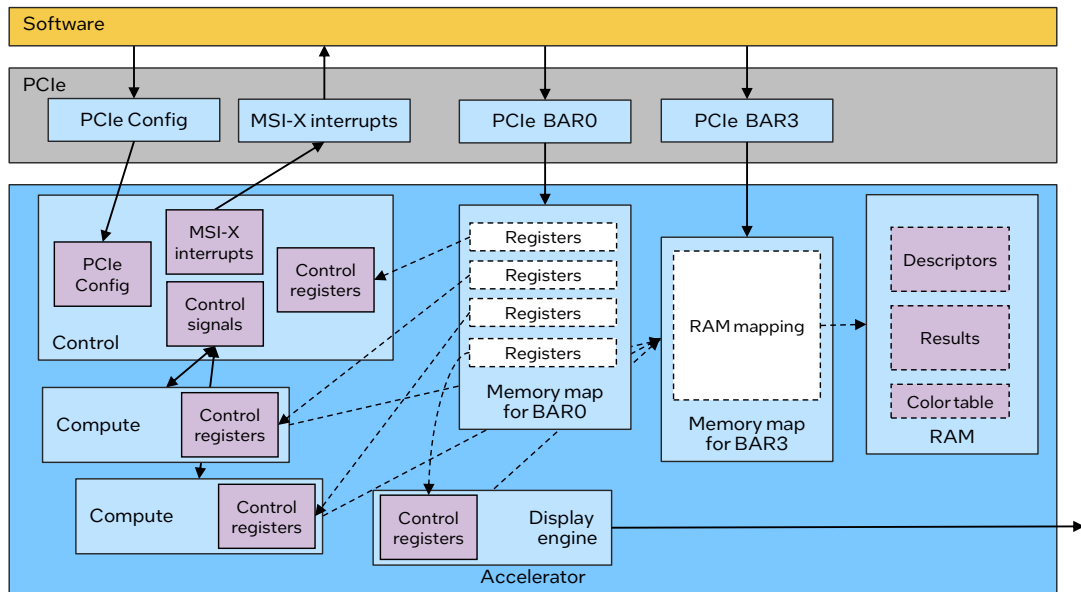 Software
PCIe
PCIe Config
MSI-X interrupts
PCIe BAR0
PCIe BAR3
MSI-X
interrupts
PCIe
Config
Control
registers
Control
signals
Control
Registers
Registers
Registers
Registers
Memory map
for BAR0
RAM mapping
Memory map
for BAR3
Descriptors
Results
Color table
RAM
Compute
Control
registers
Compute
Control
registers
Control
registers
Display
engine
Accelerator